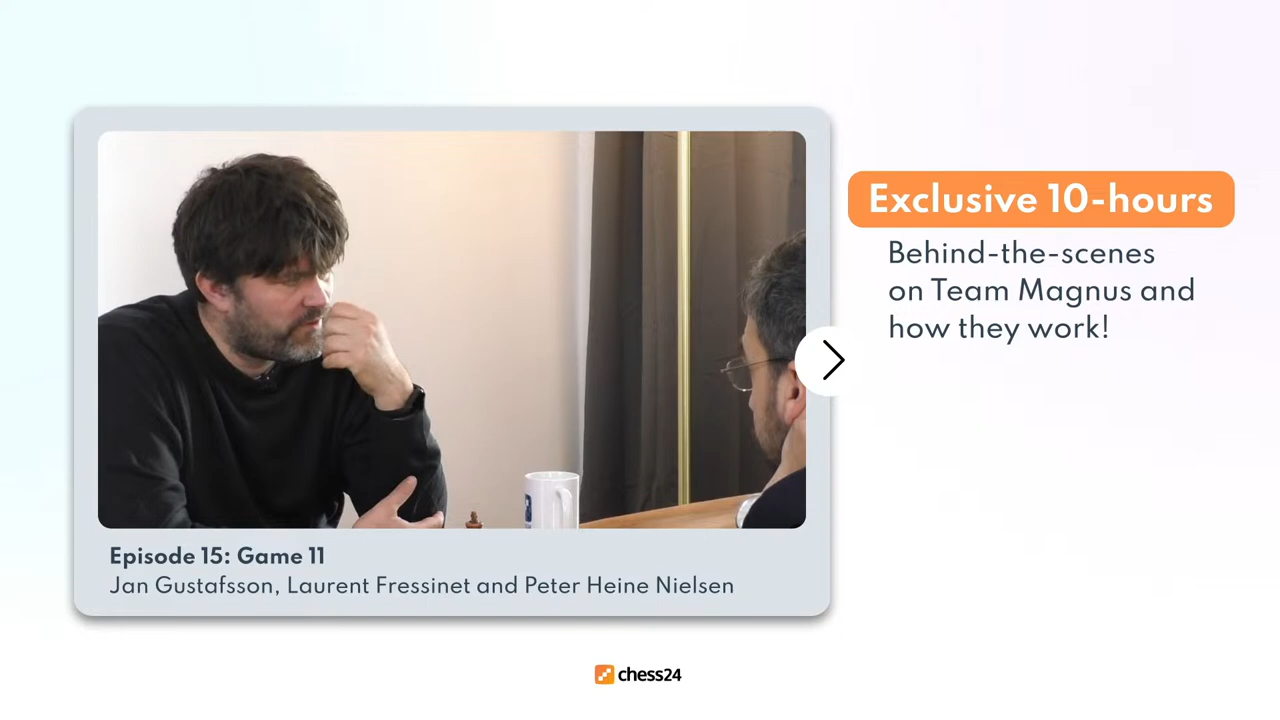 Exclusive 10-hours
Behind-the-scenes
on Team Magnus and
how they work!
Episode 15: Game 11
Jan Gustafsson, Laurent Fressinet and Peter Heine Nielsen
chess24